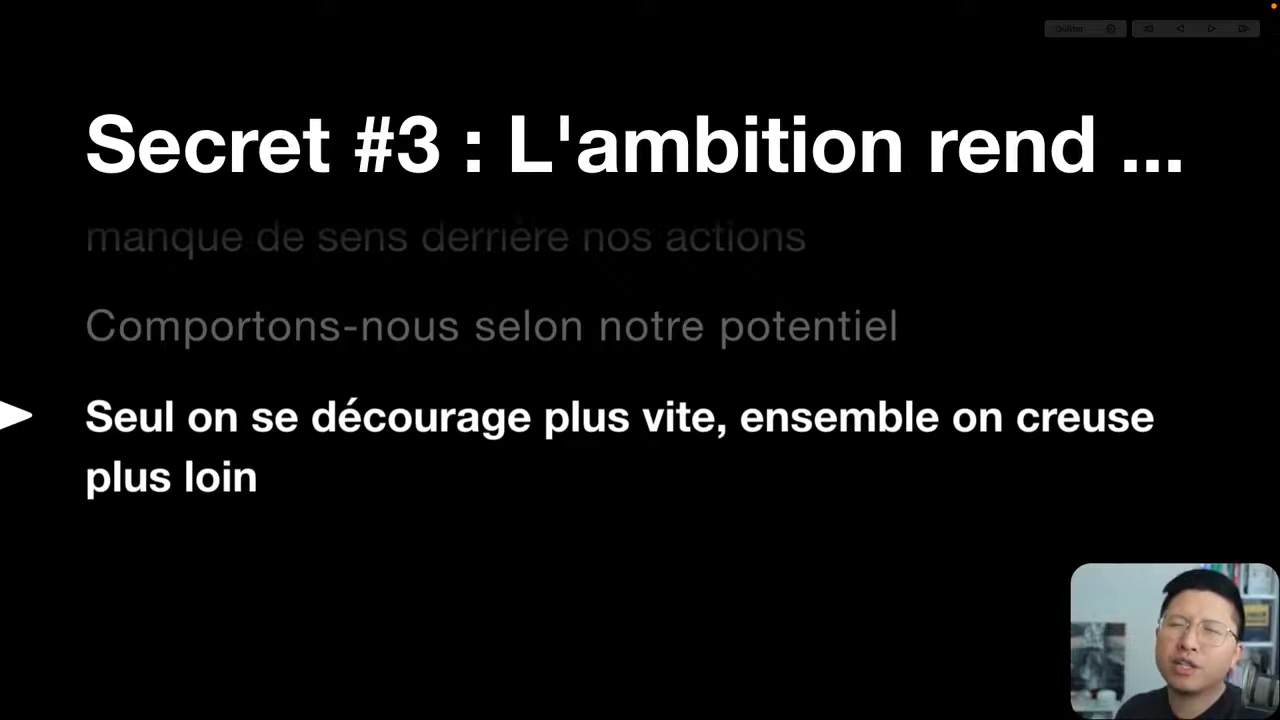 Quitter
Secret #3 : L'ambition rend ...
manque de sens derrière nos actions
Comportons-nous selon notre potentiel
Seul on se décourage plus vite, ensemble on creuse
plus loin